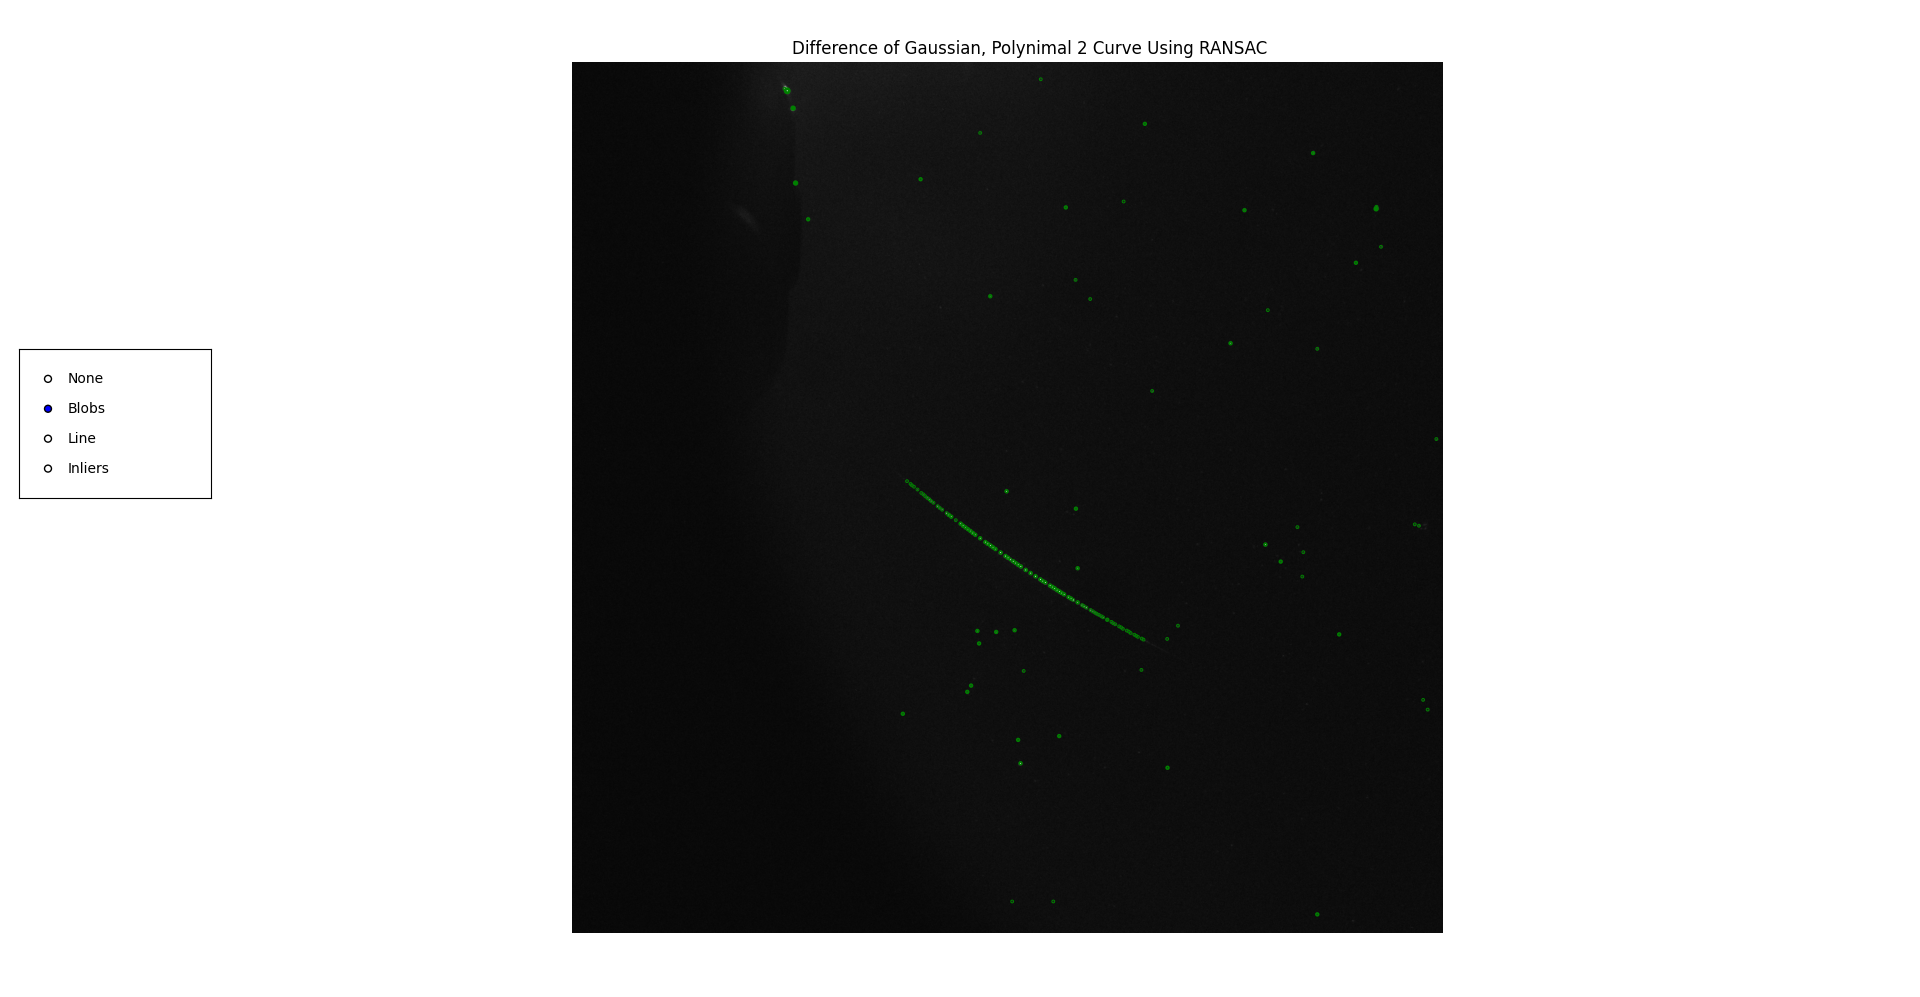 Difference of Gaussian, Polynimal 2 Curve Using RANSAC
None
Blobs
Line
Inliers